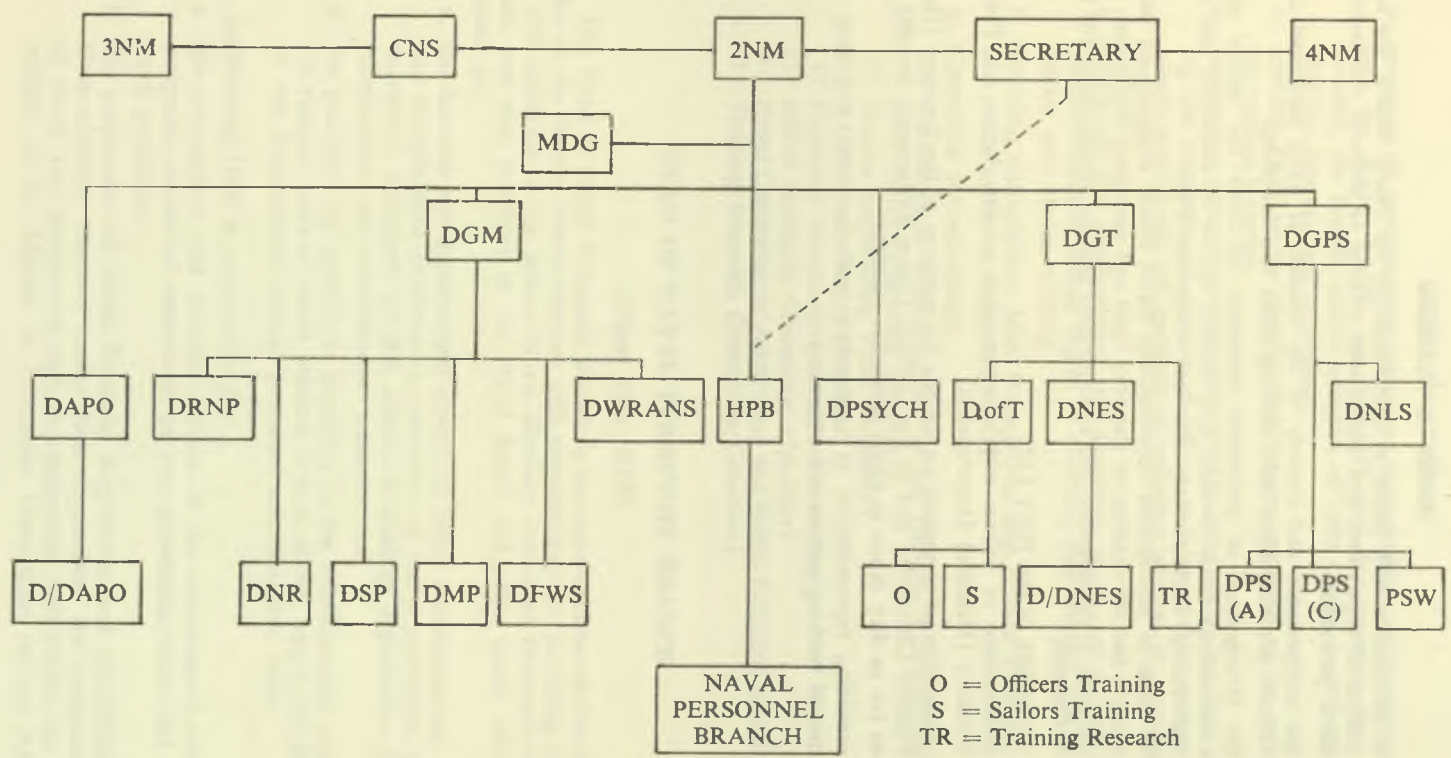 3NM
CNS
2NM
SECRETARY
4NM
MDG
DGM
DGT
DGPS
DAPO
DRNP
DWRANS
HPB
DPSYCH
D.ofT
DNES
DNLS
D/DAPO
DNR
DSP
DMP
DFWS
O
S
D/DNES
TR
DPS
(A)
DPS
(C)
PSW
NAVAL
PERSONNEL
BRANCH
O = Officers Training
S = Sailors Training
TR = Training Research